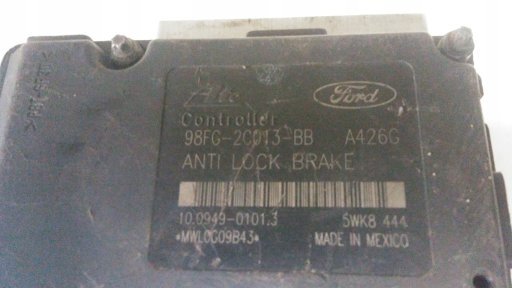 Ate Ford
Controller
98FG-2C013-BB A426G
ANTI LOCK BRAKE
10.0949-0101.3 5WK8 444
*MWL0G09B43* MADE IN MEXICO